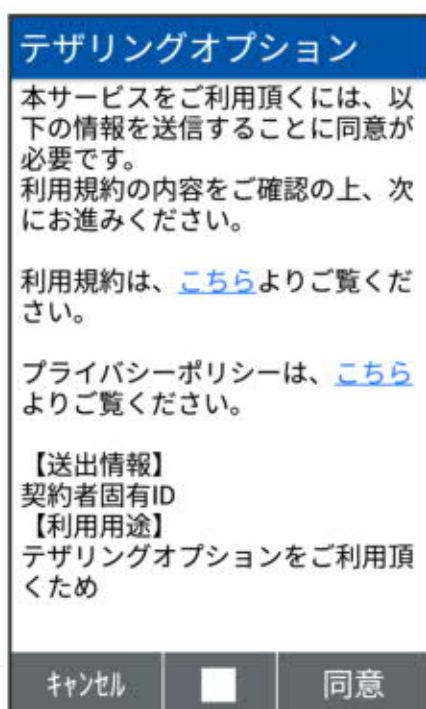 テザリングオプション
本サービスをご利用頂くには、以
下の情報を送信することに同意が
必要です。
利用規約の内容をご確認の上、次
にお進みください。
利用規約は、こちらよりご覧くだ
さい。
プライバシーポリシーは、こちら
よりご覧ください。
【送出情報】
契約者固有ID
【利用用途】
テザリングオプションをご利用頂
くため
ｷｬﾝｾﾙ 同意